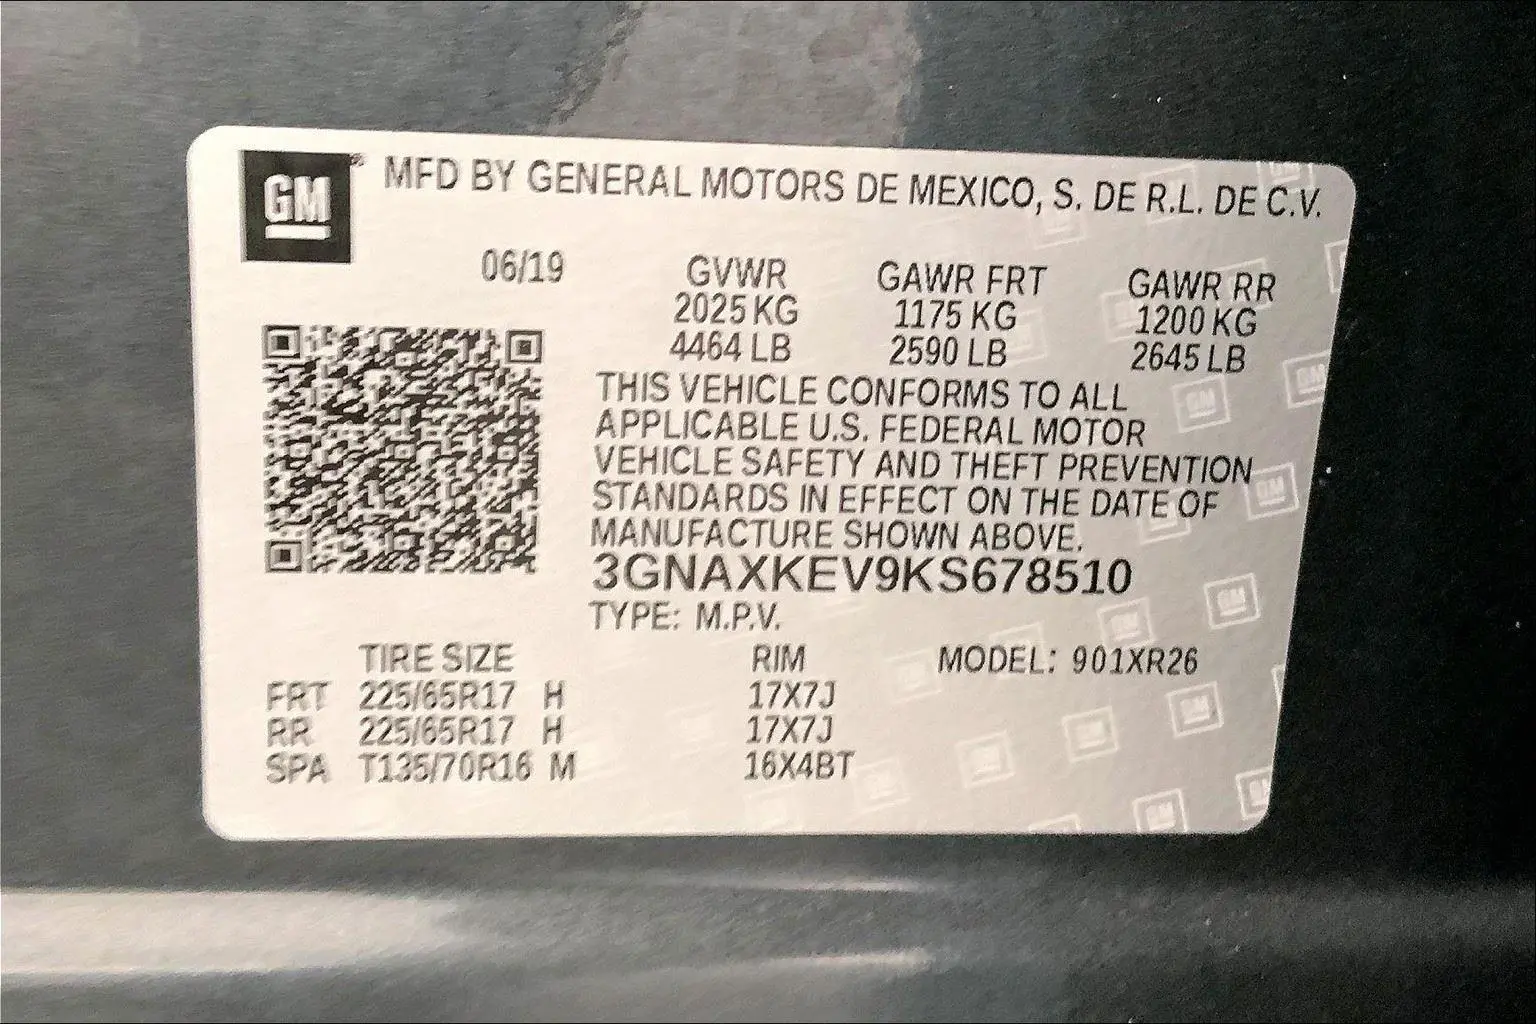 GM
MFD BY GENERAL MOTORS DE MEXICO, S. DE R.L. DE C.V.
06/19 GVWR GAWR FRT GAWR RR
2025 KG 1175 KG 1200 KG
4464 LB 2590 LB 2645 LB
THIS VEHICLE CONFORMS TO ALL
APPLICABLE U.S. FEDERAL MOTOR
VEHICLE SAFETY AND THEFT PREVENTION
STANDARDS IN EFFECT ON THE DATE OF
MANUFACTURE SHOWN ABOVE.
3GNAXKEV9KS678510
TYPE: M.P.V.
TIRE SIZE RIM MODEL: 901XR26
FRT 225/65R17 H 17X7J
RR 225/65R17 H 17X7J
SPA T135/70R16 M 16X4BT